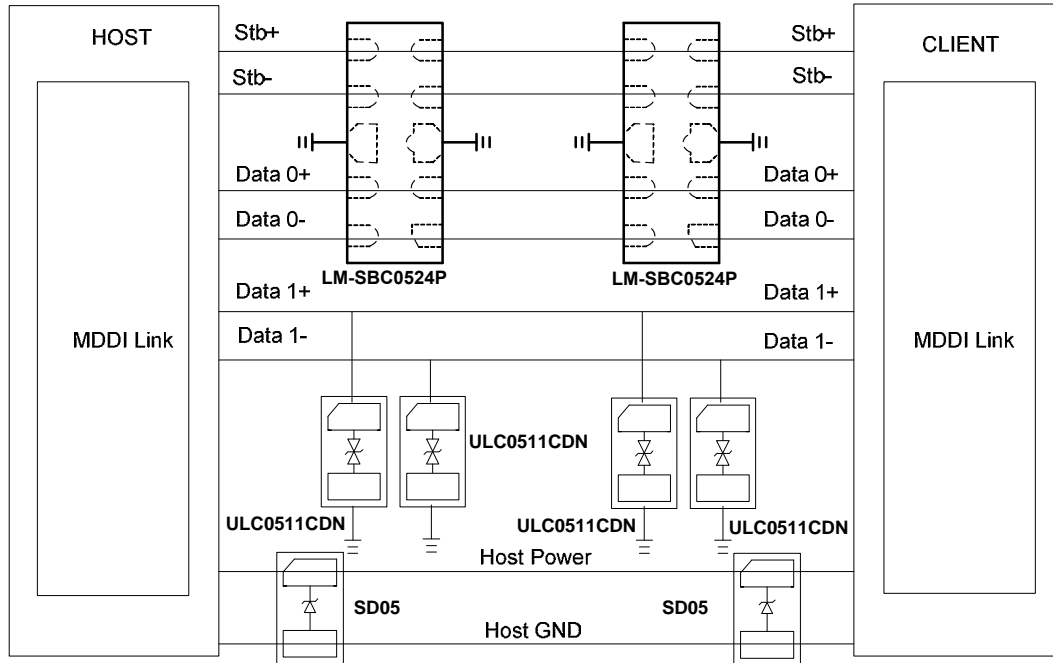 HOST
CLIENT
Stb+
Stb+
Stb-
Stb-
Data 0+
Data 0+
Data 0-
Data 0-
LM-SBC0524P
LM-SBC0524P
Data 1+
Data 1+
Data 1-
Data 1-
MDDI Link
MDDI Link
ULC0511CDN
ULC0511CDN
ULC0511CDN
ULC0511CDN
Host Power
SD05
SD05
Host GND